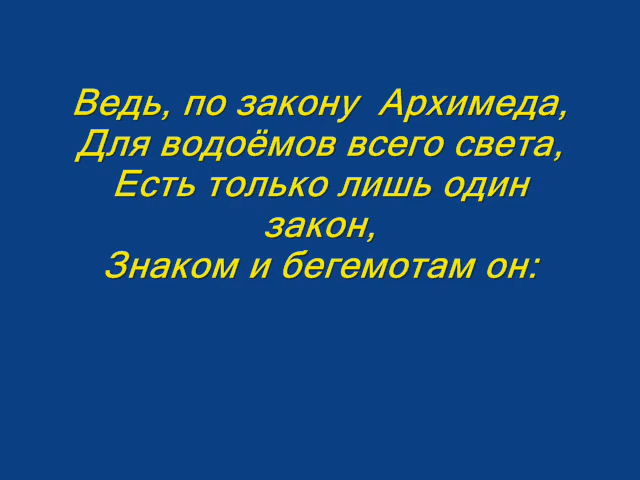 Ведь, по закону  Архимеда,
Для водоёмов всего света,
Есть только лишь один
закон,
Знаком и бегемотам он: